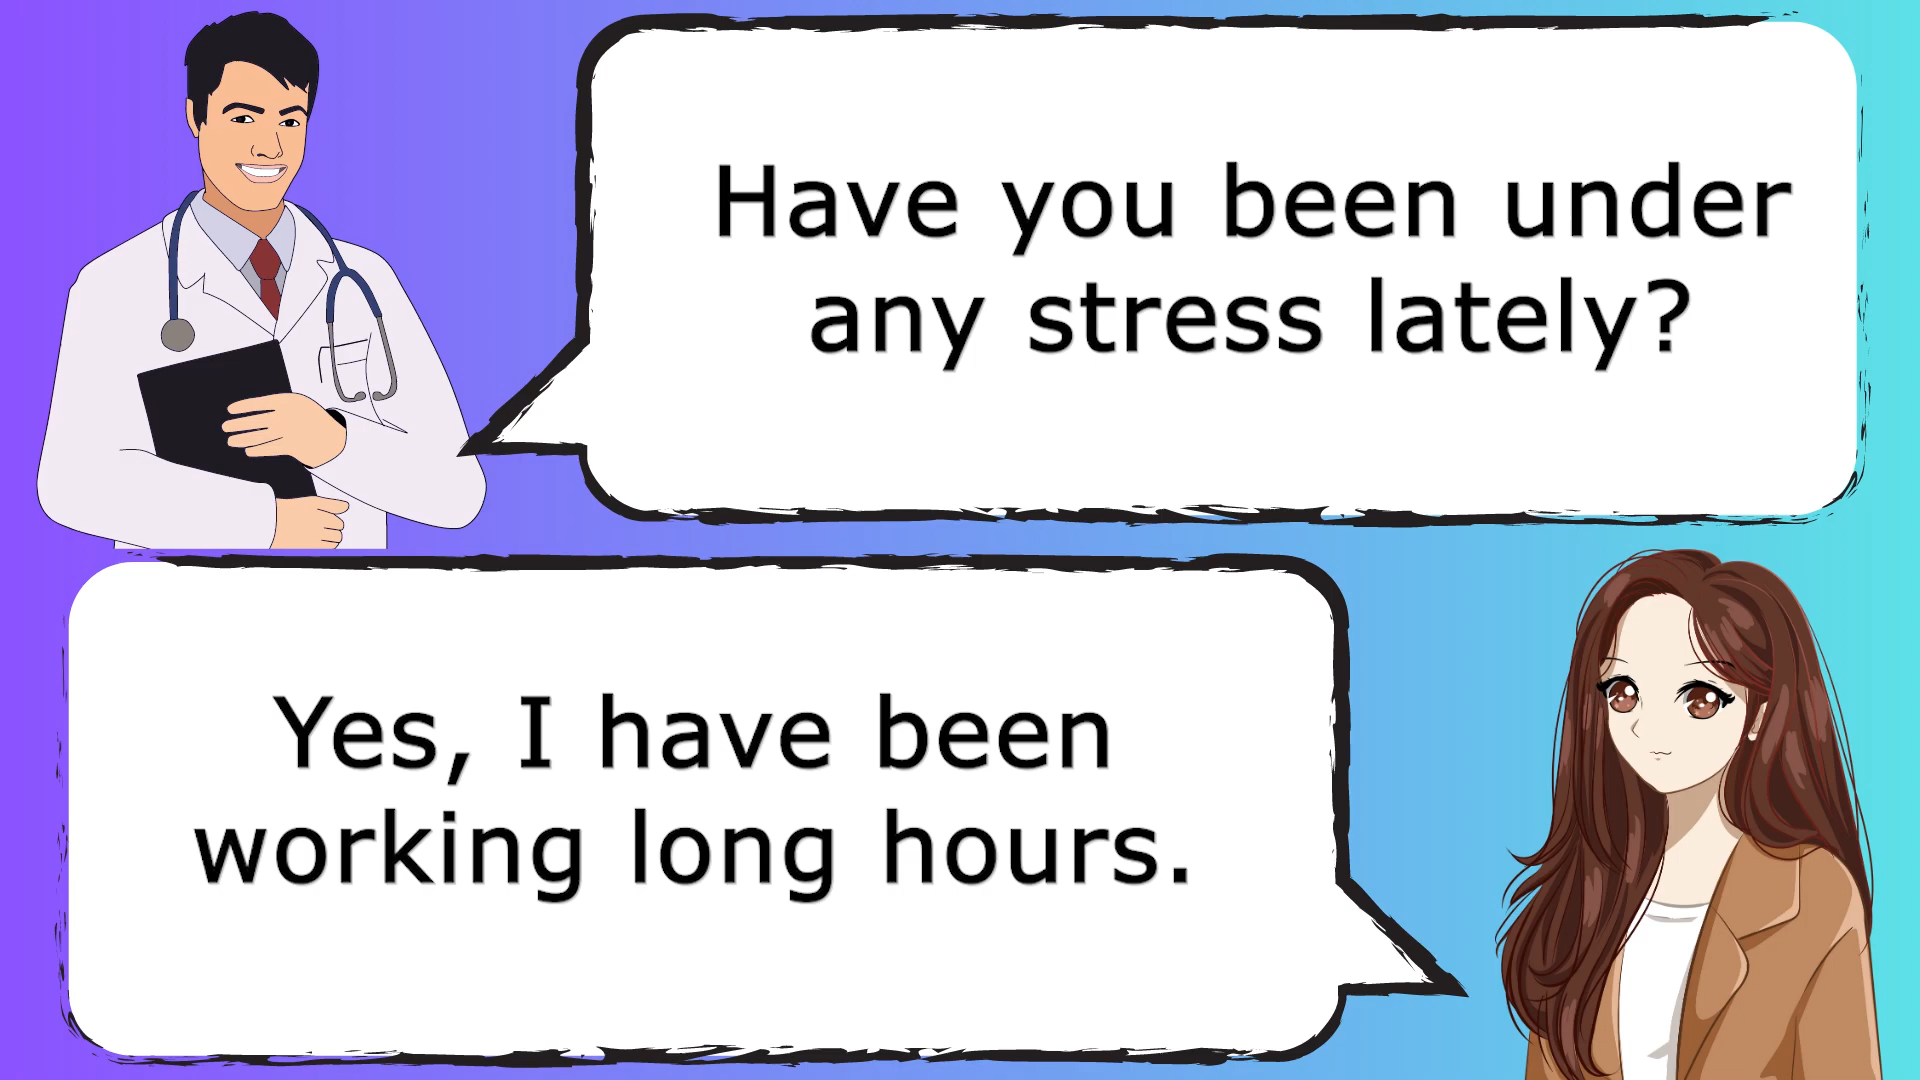 Have you been under
any stress lately?
Yes, I have been
working long hours.